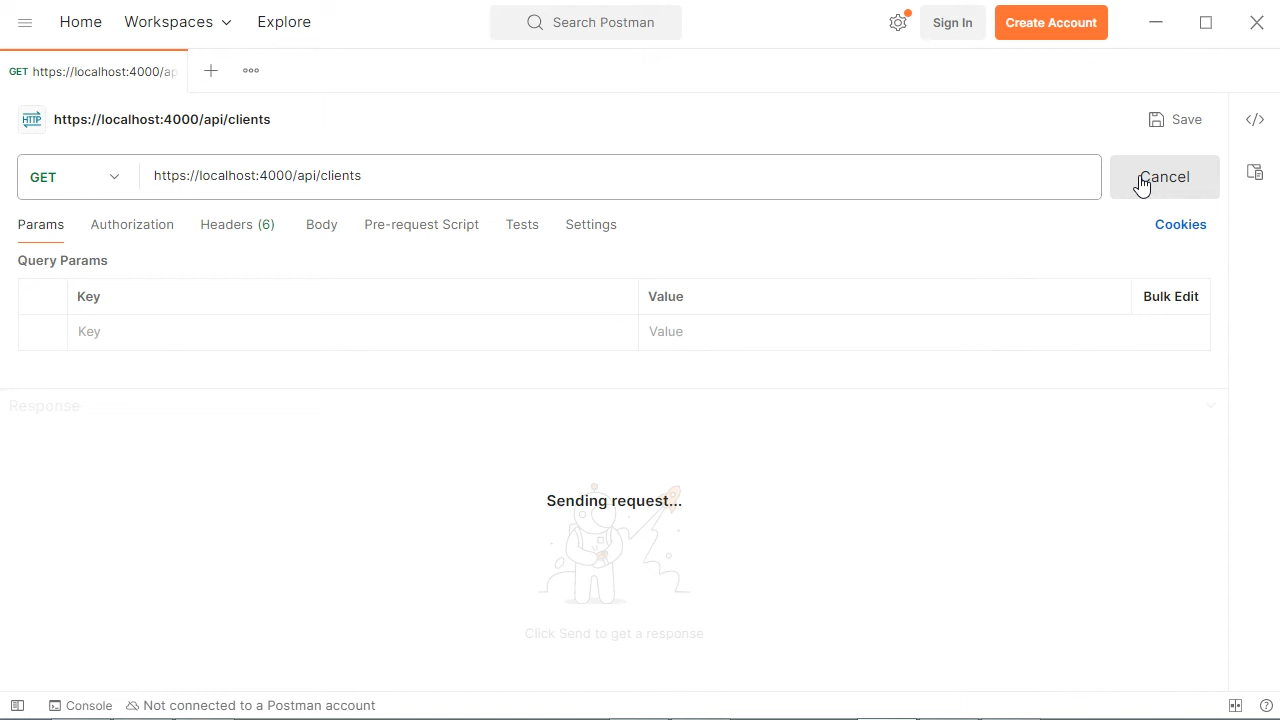 Home
Workspaces
Explore
Search Postman
Sign In
Create Account
GET https://localhost:4000/ap
HTTP
https://localhost:4000/api/clients
Save
GET
https://localhost:4000/api/clients
Cancel
Params
Authorization
Headers (6)
Body
Pre-request Script
Tests
Settings
Cookies
Query Params
Key
Value
Bulk Edit
Key
Value
Response
Sending request...
Click Send to get a response
Console
Not connected to a Postman account